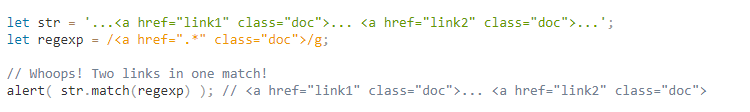 let str = '...<a href="link1" class="doc">... <a href="link2" class="doc">...';
let regexp = /<a href=".*" class="doc">/g;
// Whoops! Two links in one match!
alert( str.match(regexp) ); // <a href="link1" class="doc">... <a href="link2" class="doc">